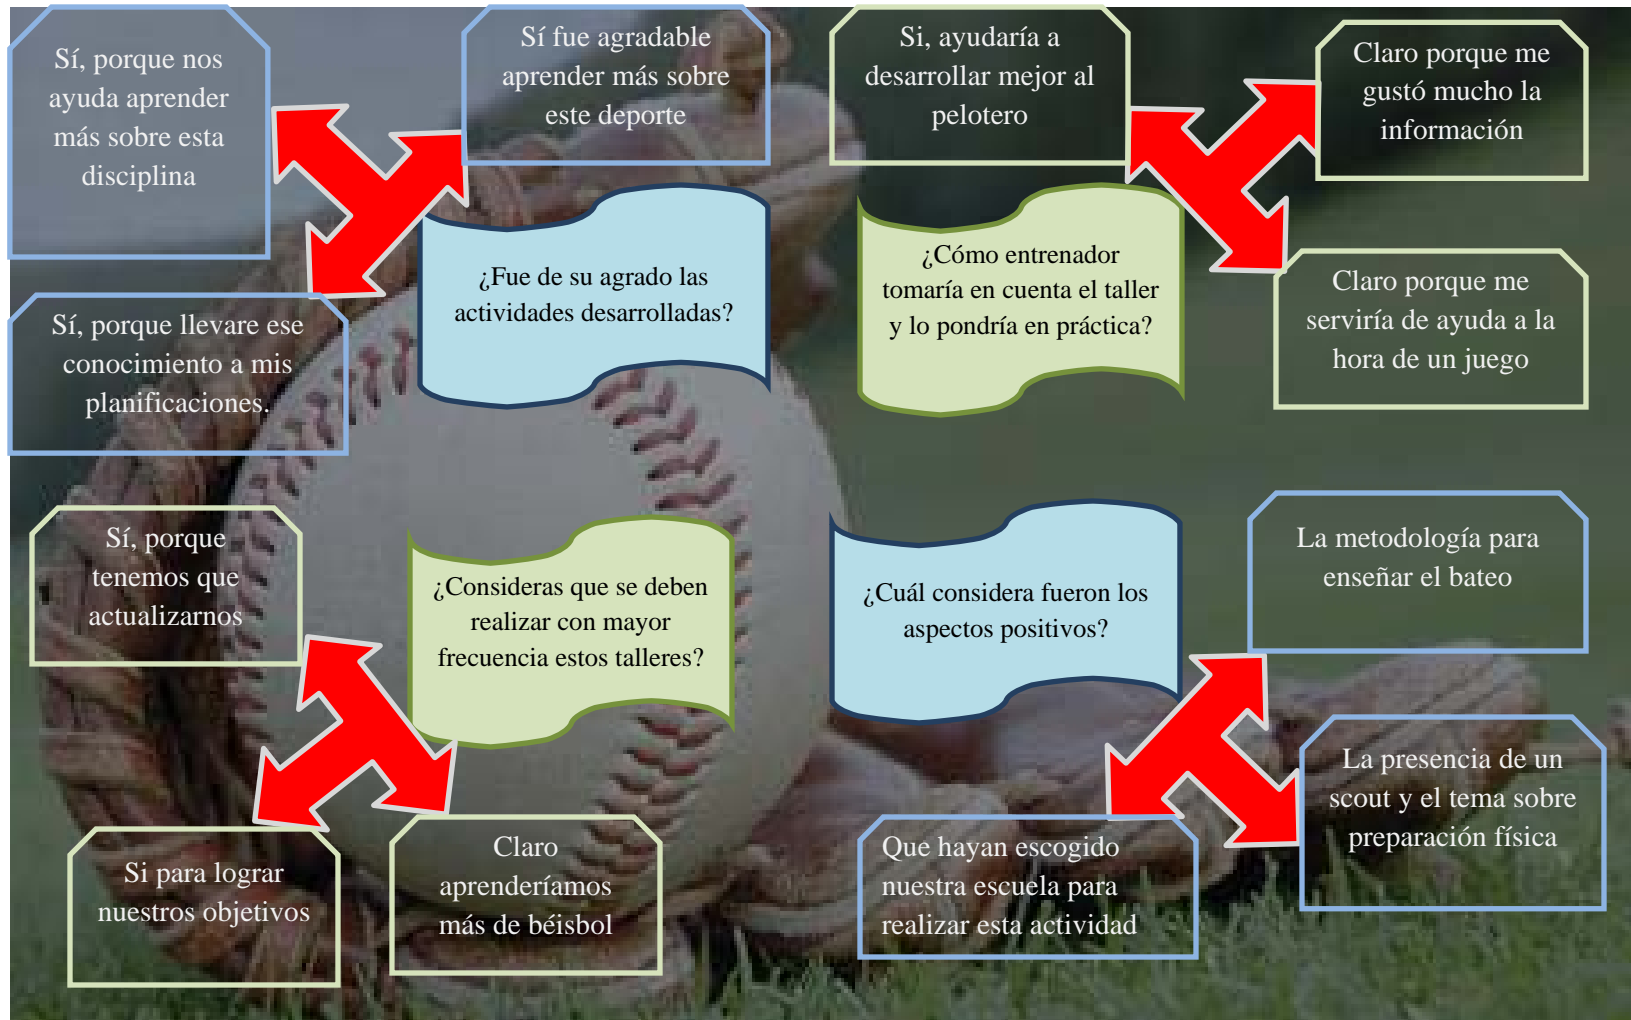 Sí, porque nos
ayuda aprender
más sobre esta
disciplina
Sí fue agradable
aprender más sobre
este deporte
Sí, porque llevare ese
conocimiento a mis
planificaciones.
¿Fue de su agrado las
actividades desarrolladas?
Si, ayudaría a
desarrollar mejor al
pelotero
Claro porque me
gustó mucho la
información
Claro porque me
serviría de ayuda a la
hora de un juego
¿Cómo entrenador
tomaría en cuenta el taller
y lo pondría en práctica?
Sí, porque
tenemos que
actualizarnos
¿Consideras que se deben
realizar con mayor
frecuencia estos talleres?
Si para lograr
nuestros objetivos
Claro
aprenderíamos
más de béisbol
¿Cuál considera fueron los
aspectos positivos?
La metodología para
enseñar el bateo
La presencia de un
scout y el tema sobre
preparación física
Que hayan escogido
nuestra escuela para
realizar esta actividad